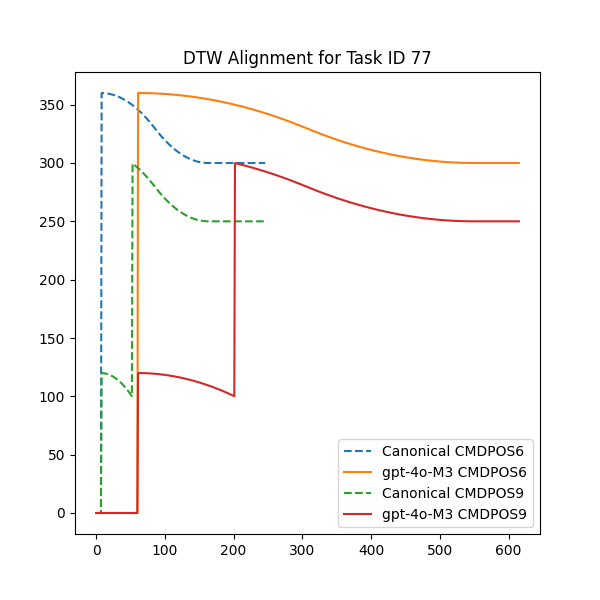 DTW Alignment for Task ID 77
350
300
250
200
150
100
50
0
0 100 200 300 400 500 600
Canonical CMDPOS6
gpt-4o-M3 CMDPOS6
Canonical CMDPOS9
gpt-4o-M3 CMDPOS9